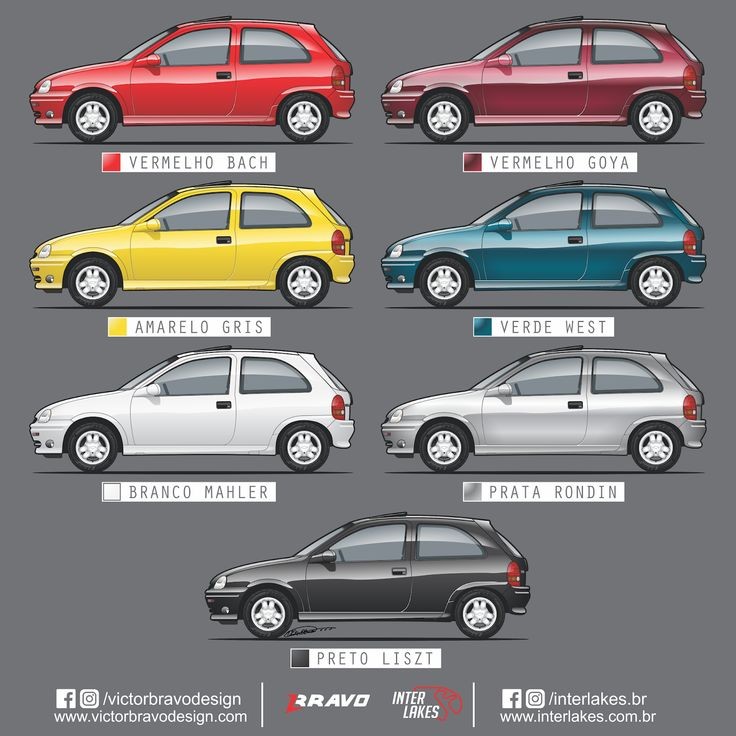 VERMELHO BACH
VERMELHO GOYA
AMARELO GRIS
VERDE WEST
BRANCO MAHLER
PRATA RONDIN
PRETO LISZT
/victorbravodesign
www.victorbravodesign.com
BRAVO
INTER
LAKES
/interlakes.br
www.interlakes.com.br